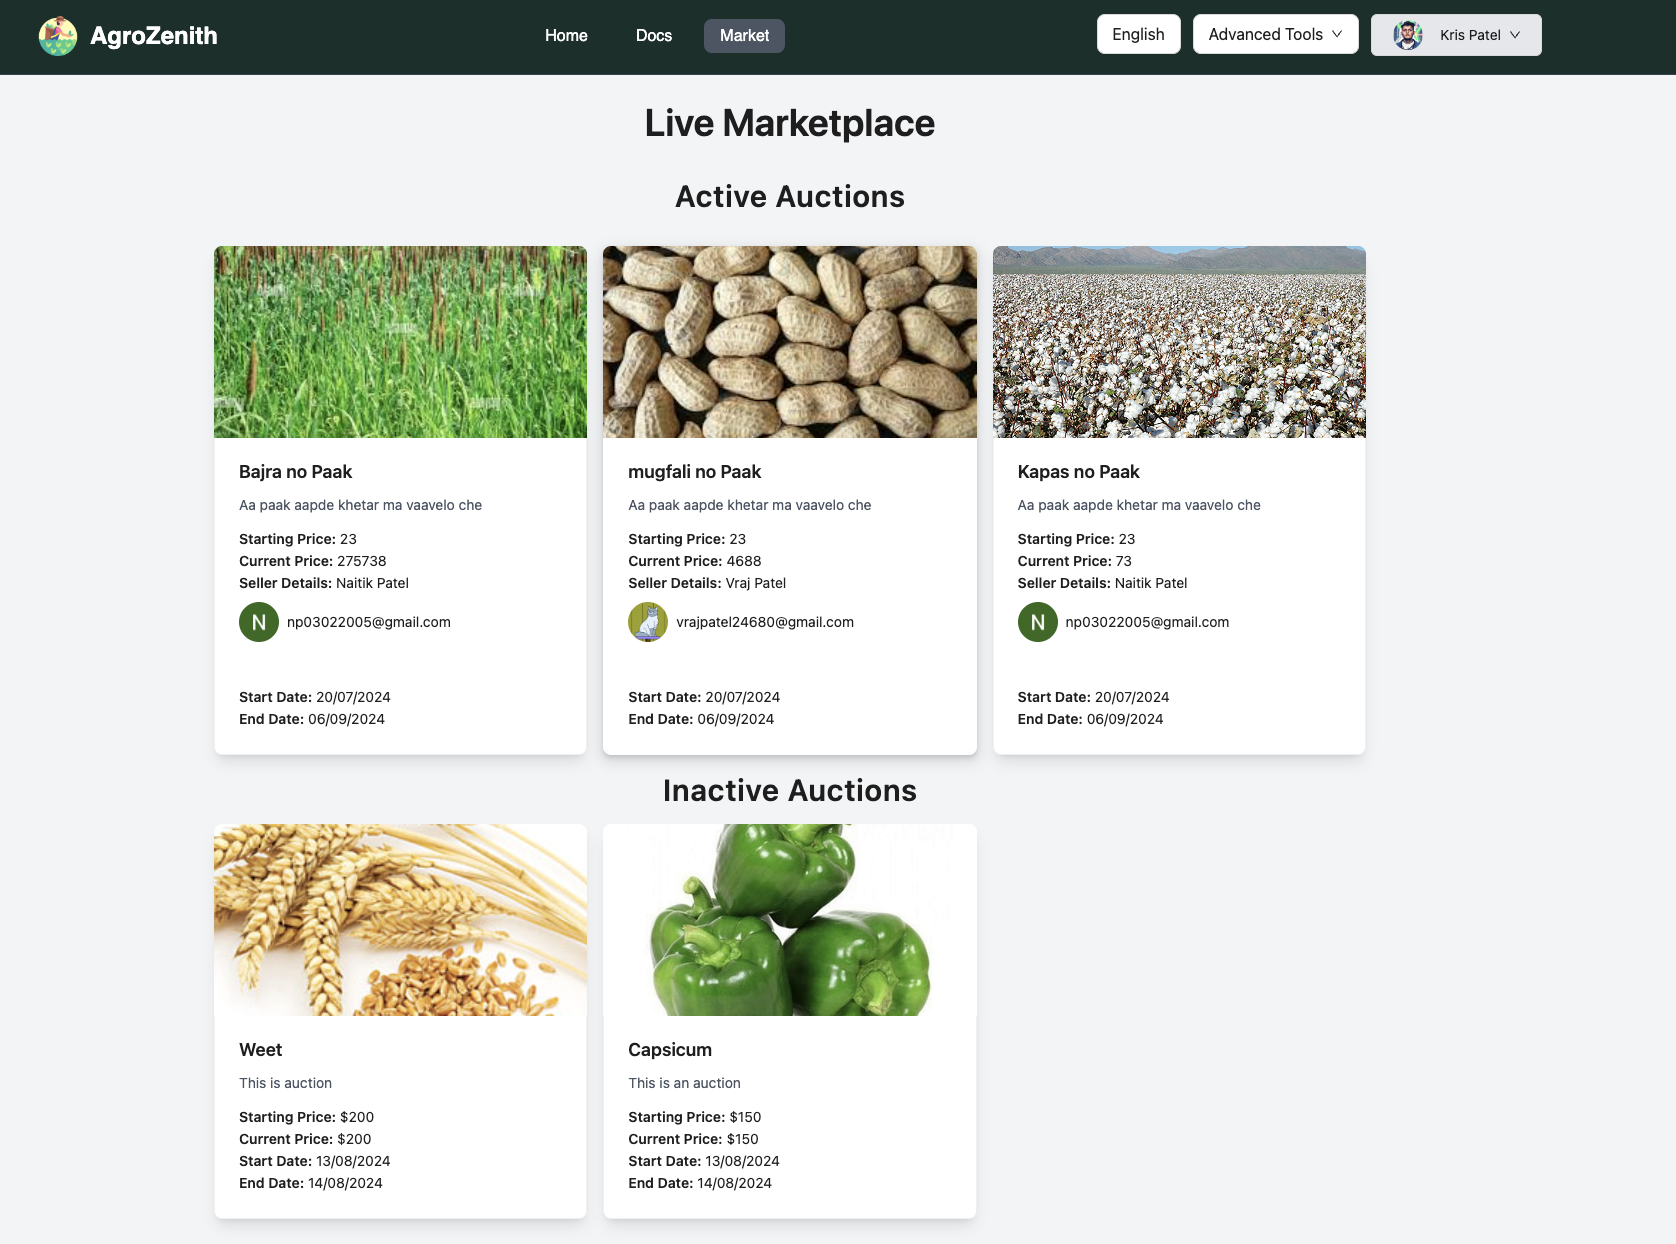 AgroZenith
Home Docs Market
English Advanced Tools Kris Patel
Live Marketplace
Active Auctions
Bajra no Paak
Aa paak aapde khetar ma vaavelo che
Starting Price: 23
Current Price: 275738
Seller Details: Naitik Patel
N np03022005@gmail.com
Start Date: 20/07/2024
End Date: 06/09/2024
mugfali no Paak
Aa paak aapde khetar ma vaavelo che
Starting Price: 23
Current Price: 4688
Seller Details: Vraj Patel
vrajpatel24680@gmail.com
Start Date: 20/07/2024
End Date: 06/09/2024
Kapas no Paak
Aa paak aapde khetar ma vaavelo che
Starting Price: 23
Current Price: 73
Seller Details: Naitik Patel
N np03022005@gmail.com
Start Date: 20/07/2024
End Date: 06/09/2024
Inactive Auctions
Weet
This is auction
Starting Price: $200
Current Price: $200
Start Date: 13/08/2024
End Date: 14/08/2024
Capsicum
This is an auction
Starting Price: $150
Current Price: $150
Start Date: 13/08/2024
End Date: 14/08/2024